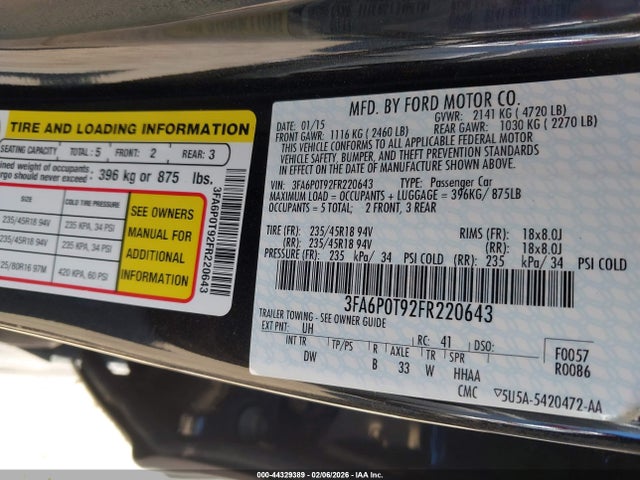 TIRE AND LOADING INFORMATION
SEATING CAPACITY TOTAL: 5 FRONT: 2 REAR: 3
weight of occupants
cargo should never exceed 396 kg or 875 lbs.
SIZE COLD TIRE PRESSURE
235/45R18 94V 235 KPA, 34 PSI
235/45R18 94V 235 KPA, 34 PSI
25/80R16 97M 420 KPA, 60 PSI
SEE OWNERS
MANUAL FOR
ADDITIONAL
INFORMATION
3FA6P0T92FR220643
MFD. BY FORD MOTOR CO.
DATE: 01/15 GVWR: 2141 KG ( 4720 LB)
FRONT GAWR: 1116 KG ( 2460 LB) REAR GAWR: 1030 KG ( 2270 LB)
THIS VEHICLE CONFORMS TO ALL APPLICABLE FEDERAL MOTOR
VEHICLE SAFETY, BUMPER, AND THEFT PREVENTION STANDARDS
IN EFFECT ON THE DATE OF MANUFACTURE SHOWN ABOVE.
VIN: 3FA6P0T92FR220643 TYPE: Passenger Car
MAXIMUM LOAD = OCCUPANTS + LUGGAGE = 396KG/ 875LB
OCCUPANTS = 5 TOTAL; 2 FRONT, 3 REAR
TIRE (FR): 235/45R18 94V RIMS (FR): 18x8.0J
(RR): 235/45R18 94V (RR): 18x8.0J
PRESSURE (FR): 235 kPa/ 34 PSI COLD (RR): 235 kPa/ 34 PSI COLD
3FA6P0T92FR220643
TRAILER TOWING - SEE OWNER GUIDE
EXT PNT: UH RC: 41 DSO: F0057
INT TR TP/PS R AXLE TR SPR R0086
DW B 33 W HHAA
CMC 5U5A-5420472-AA
000-44329389 - 02/06/2026 - IAA Inc.